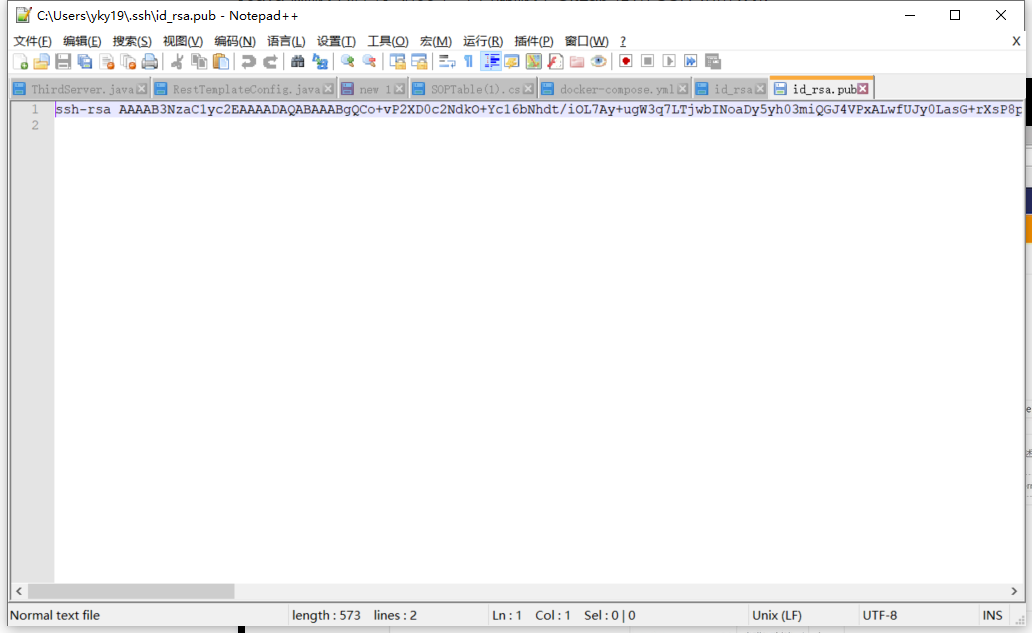 C:\Users\yky19\.ssh\id_rsa.pub - Notepad++
文件(F) 编辑(E) 搜索(S) 视图(V) 编码(N) 语言(L) 设置(T) 工具(O) 宏(M) 运行(R) 插件(P) 窗口(W) ? X
ThirdServer.java RestTemplateConfig.java new 1 SOPTable(1).cs docker-compose.yml id_rsa id_rsa.pub
1 ssh-rsa AAAAB3NzaC1yc2EAAAADAQABAAABgQCo+vP2XD0c2NdkO+Yc16bNhdt/iOL7Ay+ugW3q7LTjwbINoaDy5yh03miQGJ4VPxALwfUJy0LasG+rXsP8p
2
Normal text file length : 573 lines : 2 Ln : 1 Col : 1 Sel : 0 | 0 Unix (LF) UTF-8 INS